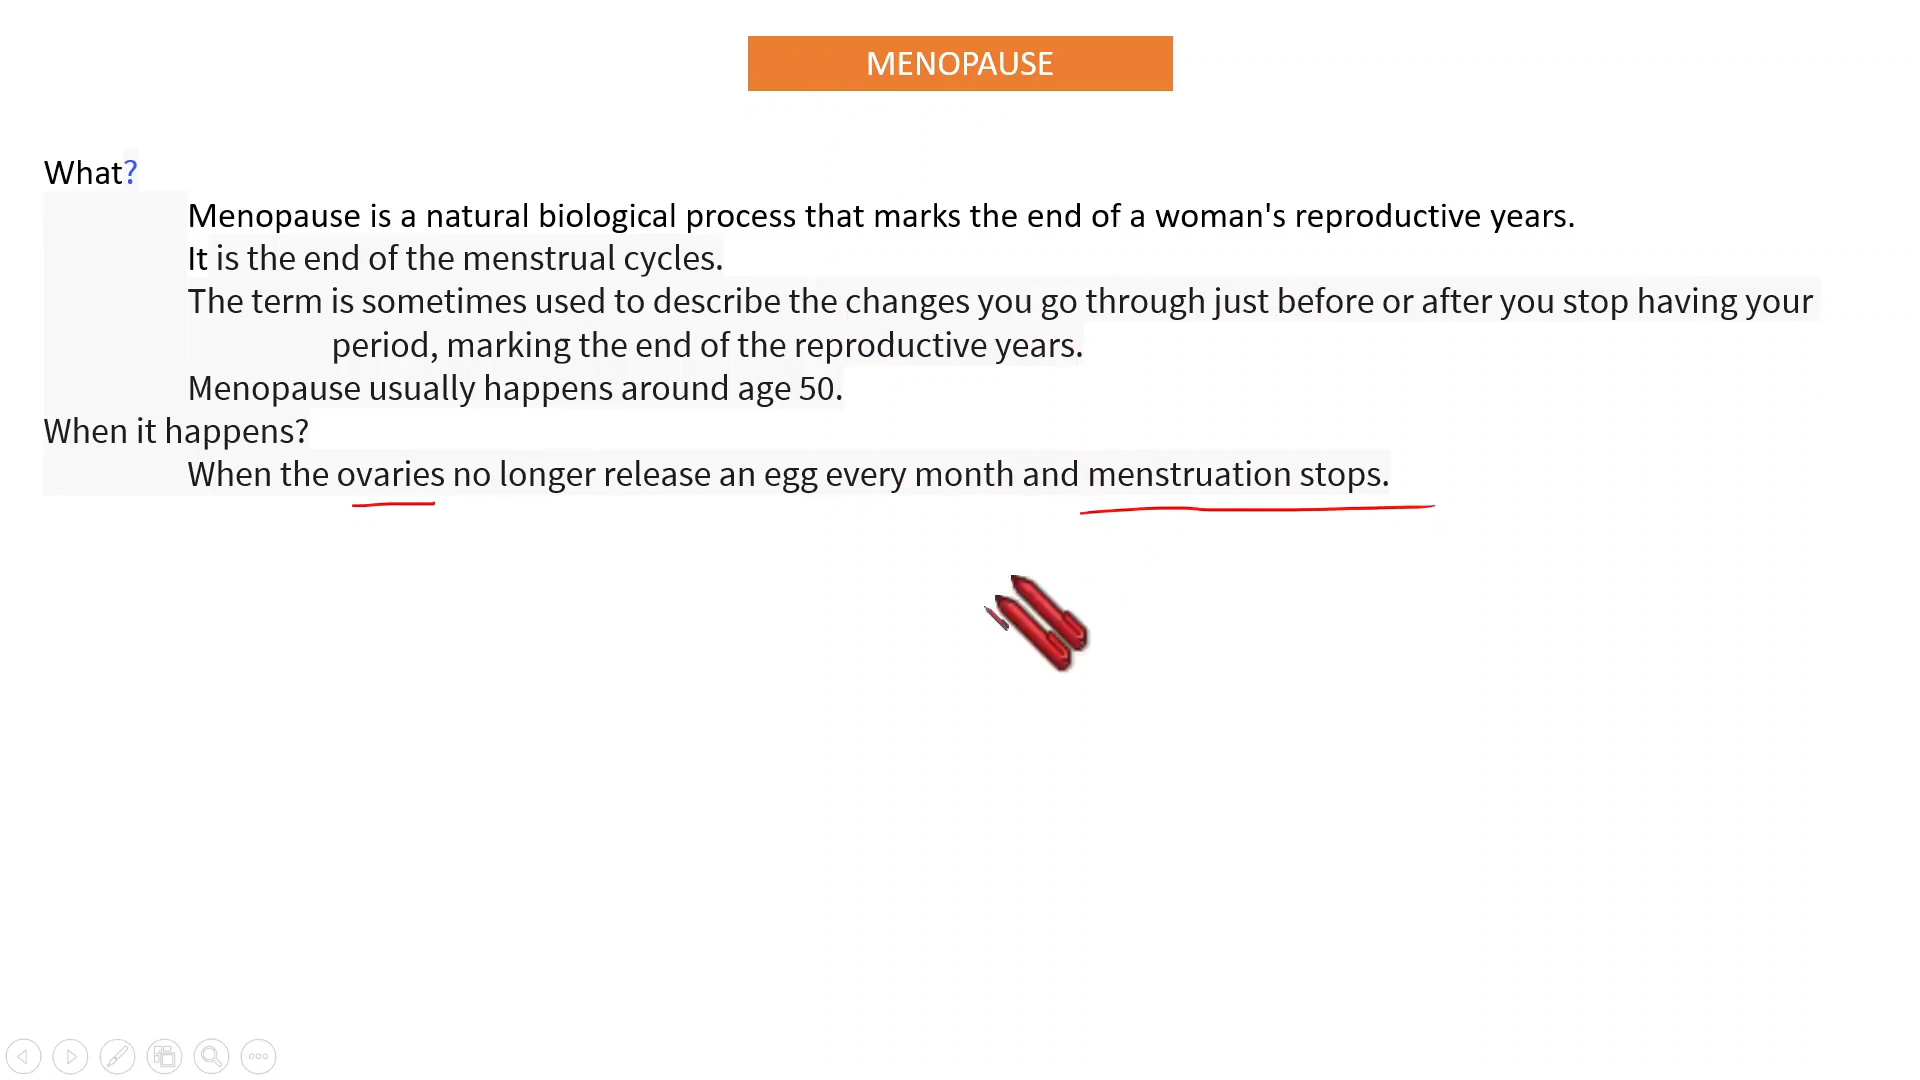 MENOPAUSE
What?
Menopause is a natural biological process that marks the end of a woman's reproductive years.
It is the end of the menstrual cycles.
The term is sometimes used to describe the changes you go through just before or after you stop having your
period, marking the end of the reproductive years.
Menopause usually happens around age 50.
When it happens?
When the ovaries no longer release an egg every month and menstruation stops.